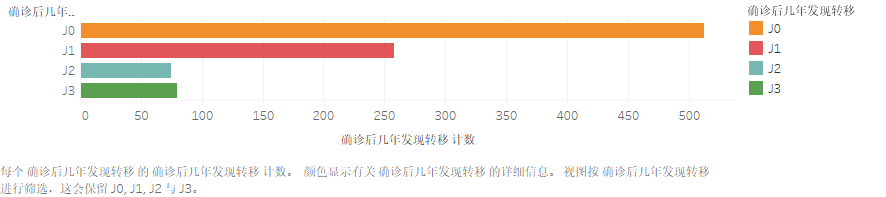 确诊后几年..
确诊后几年发现转移
J0
J1
J2
J3
J0
J1
J2
J3
0 50 100 150 200 250 300 350 400 450 500
确诊后几年发现转移 计数
每个 确诊后几年发现转移 的 确诊后几年发现转移 计数。 颜色显示有关 确诊后几年发现转移 的详细信息。 视图按 确诊后几年发现转移
进行筛选，这会保留 J0, J1, J2 与 J3。